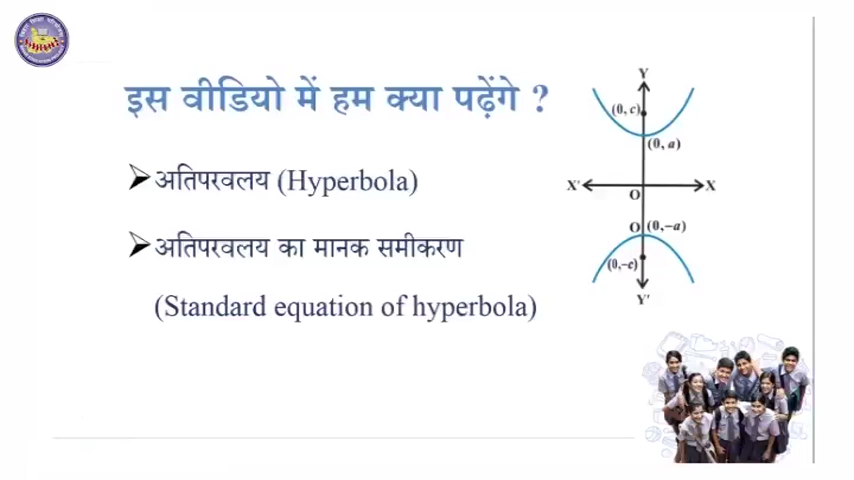 इस वीडियो में हम क्या पढ़ेंगे ?
अतिपरवलय (Hyperbola)
अतिपरवलय का मानक समीकरण
(Standard equation of hyperbola)
Y
(0, c)
(0, a)
X' X
O
O (0,–a)
(0,–c)
Y'